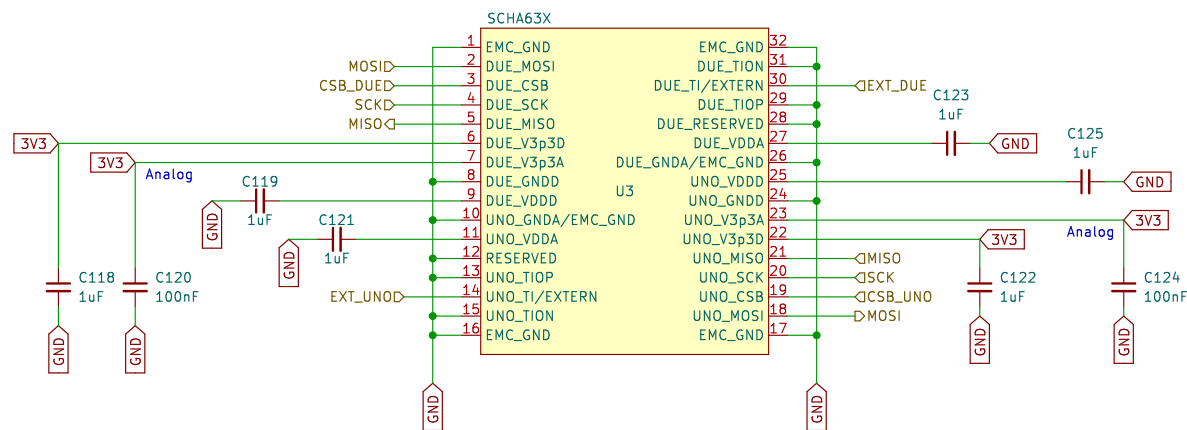 SCHA63X
1 EMC_GND EMC_GND 32
MOSI 2 DUE_MOSI DUE_TION 31
CSB_DUE 3 DUE_CSB DUE_TI/EXTERN 30 EXT_DUE
SCK 4 DUE_SCK DUE_TIOP 29
MISO 5 DUE_MISO DUE_RESERVED 28
C123
1uF
3V3 6 DUE_V3p3D DUE_VDDA 27 GND
C125
1uF
3V3 7 DUE_V3p3A DUE_GNDA/EMC_GND 26
Analog
8 DUE_GNDD UNO_VDDD 25 GND
C119
1uF
GND
9 DUE_VDDD U3 UNO_GNDD 24
10 UNO_GNDA/EMC_GND UNO_V3p3A 23 3V3
Analog
C121
1uF
GND
11 UNO_VDDA UNO_V3p3D 22 3V3
12 RESERVED UNO_MISO 21 MISO
13 UNO_TIOP UNO_SCK 20 SCK
EXT_UNO 14 UNO_TI/EXTERN UNO_CSB 19 CSB_UNO
15 UNO_TION UNO_MOSI 18 MOSI
16 EMC_GND EMC_GND 17
C118
1uF
C120
100nF
C122
1uF
C124
100nF
GND
GND
GND
GND
GND
GND